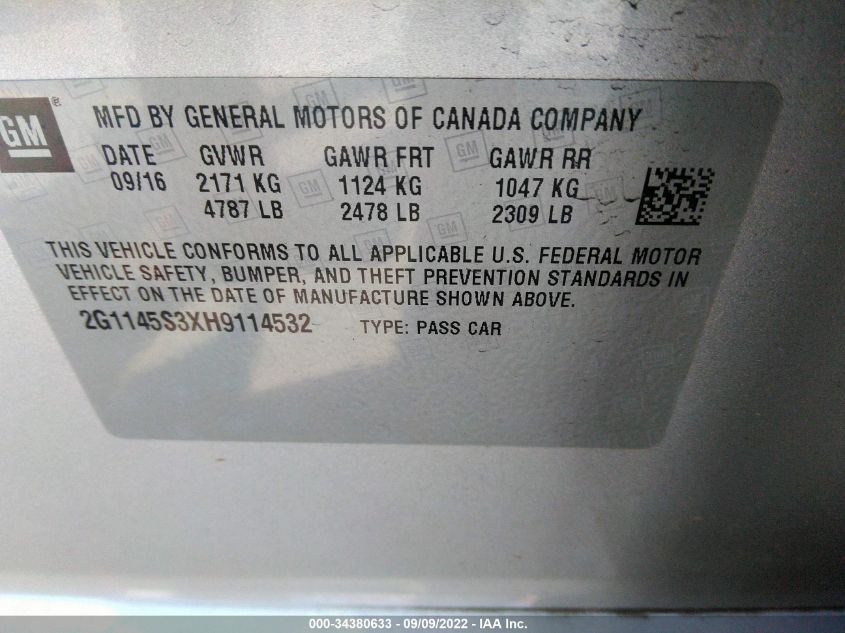 GM ®
MFD BY GENERAL MOTORS OF CANADA COMPANY
DATE GVWR GAWR FRT GAWR RR
09/16 2171 KG 1124 KG 1047 KG
4787 LB 2478 LB 2309 LB
THIS VEHICLE CONFORMS TO ALL APPLICABLE U.S. FEDERAL MOTOR
VEHICLE SAFETY, BUMPER, AND THEFT PREVENTION STANDARDS IN
EFFECT ON THE DATE OF MANUFACTURE SHOWN ABOVE.
2G1145S3XH9114532 TYPE: PASS CAR
000-34380633 - 09/09/2022 - IAA Inc.